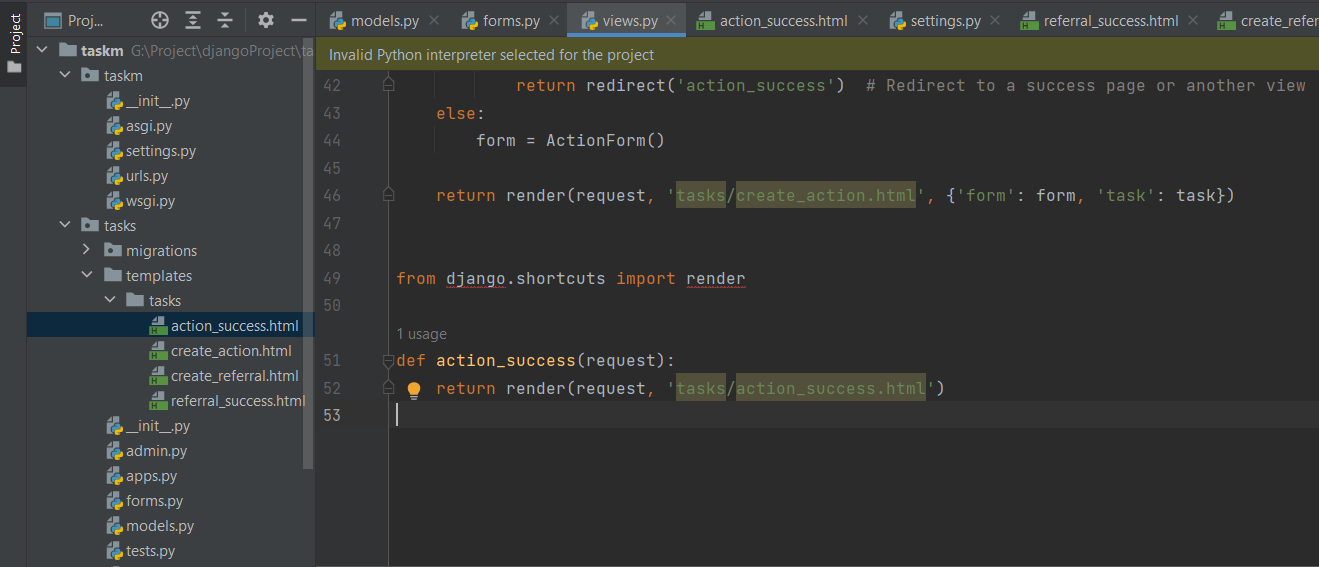 Project
Proj...
models.py
forms.py
views.py
action_success.html
settings.py
referral_success.html
create_refer
taskm G:\Project\djangoProject\ta
taskm
__init__.py
asgi.py
settings.py
urls.py
wsgi.py
tasks
migrations
templates
tasks
action_success.html
create_action.html
create_referral.html
referral_success.html
__init__.py
admin.py
apps.py
forms.py
models.py
tests.py
Invalid Python interpreter selected for the project
42 return redirect('action_success') # Redirect to a success page or another view
43 else:
44 form = ActionForm()
45
46 return render(request, 'tasks/create_action.html', {'form': form, 'task': task})
47
48
49 from django.shortcuts import render
50
1 usage
51 def action_success(request):
52 return render(request, 'tasks/action_success.html')
53